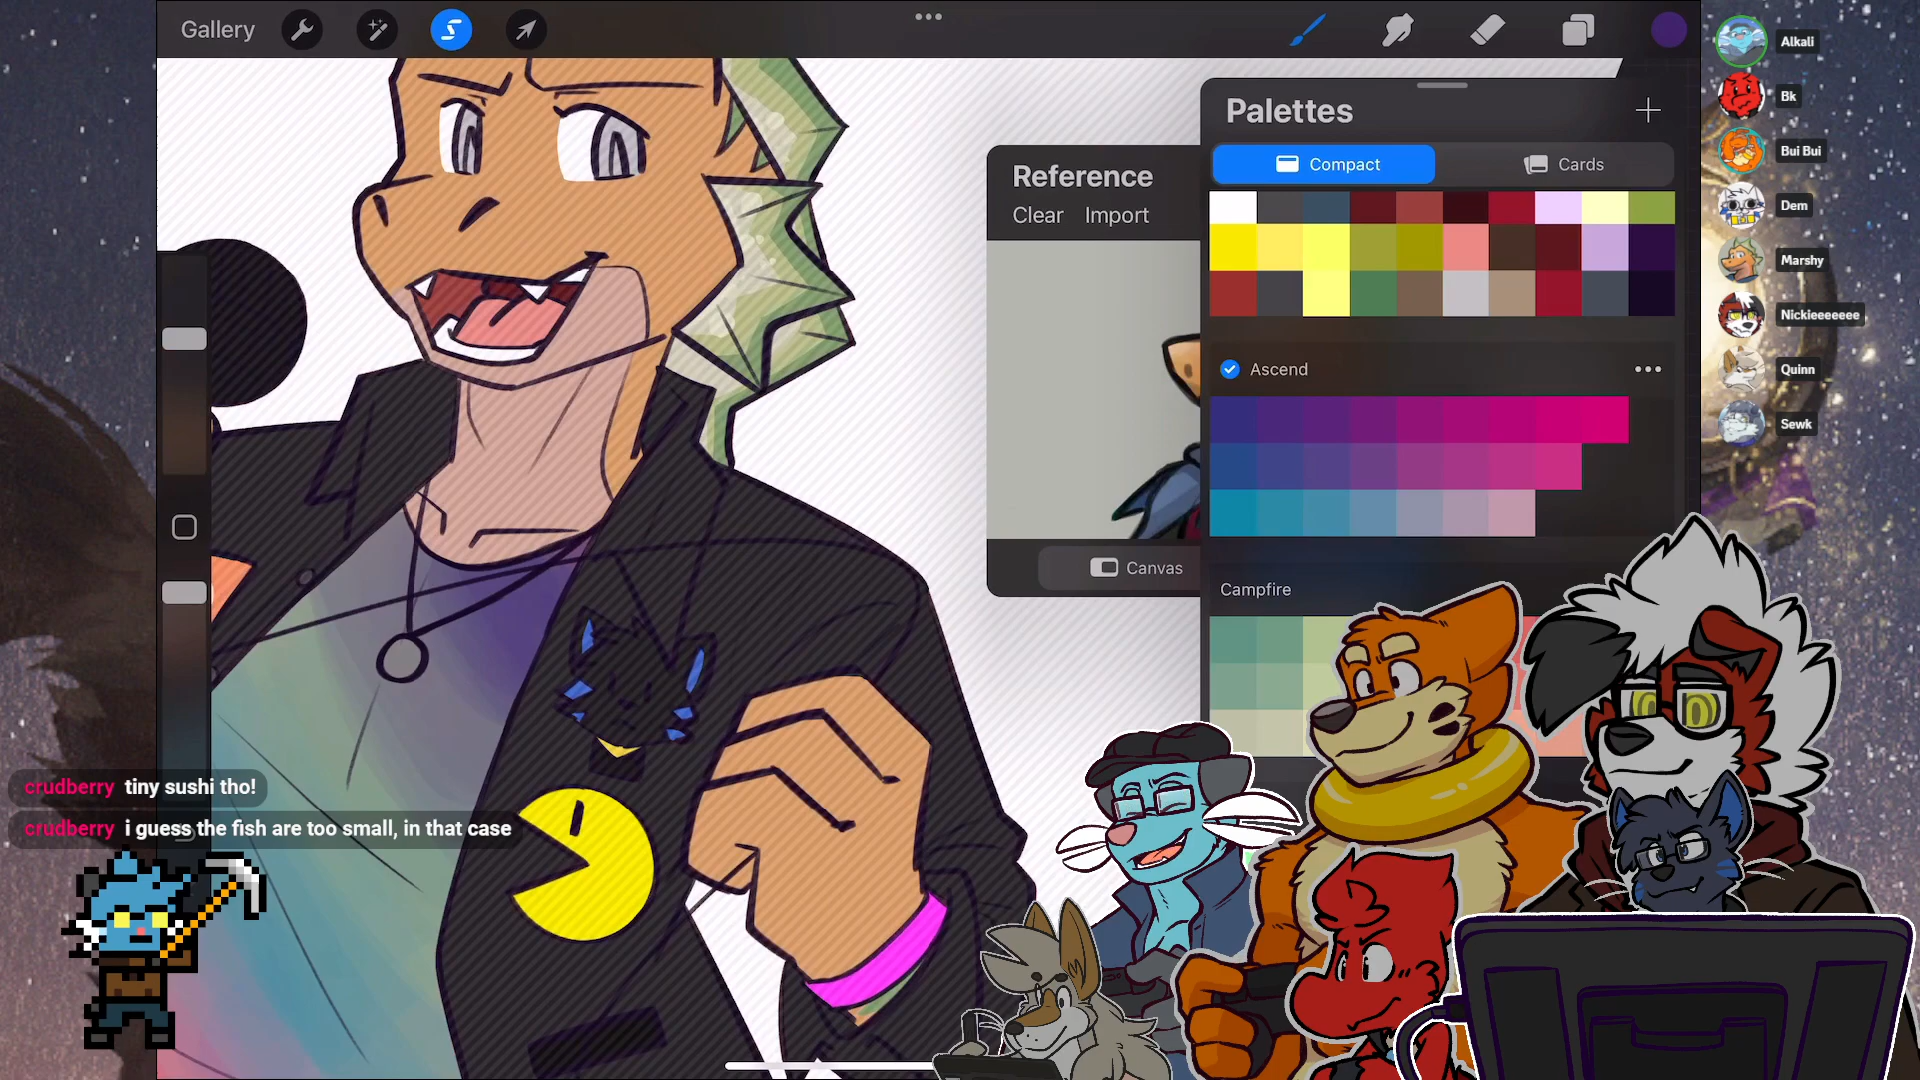 Gallery
Palettes
Compact
Cards
Reference
Clear
Import
Ascend
Canvas
Campfire
Alkali
Bk
Bui Bui
Dem
Marshy
Nickieeeeeee
Quinn
Sewk
crudberry tiny sushi tho!
crudberry i guess the fish are too small, in that case